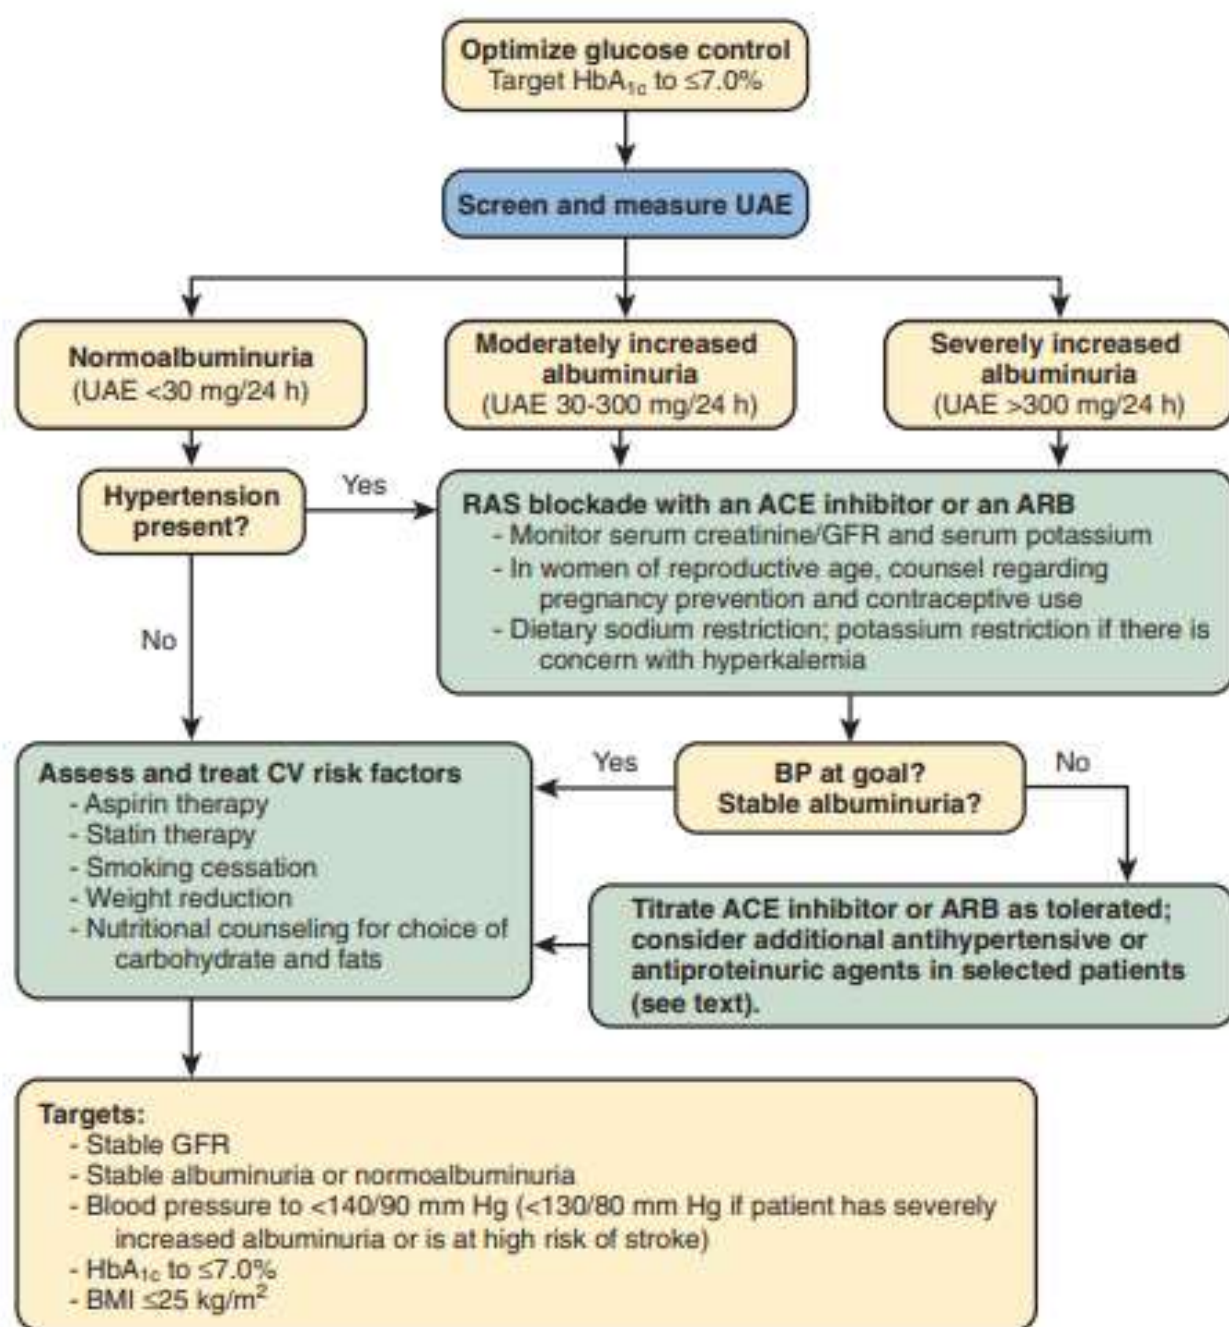 Optimize glucose control
Target HbA1c to ≤7.0%
Screen and measure UAE
Normoalbuminuria
(UAE <30 mg/24 h)
Moderately increased
albuminuria
(UAE 30-300 mg/24 h)
Severely increased
albuminuria
(UAE >300 mg/24 h)
Hypertension
present?
Yes
No
RAS blockade with an ACE inhibitor or an ARB
- Monitor serum creatinine/GFR and serum potassium
- In women of reproductive age, counsel regarding
pregnancy prevention and contraceptive use
- Dietary sodium restriction; potassium restriction if there is
concern with hyperkalemia
BP at goal?
Stable albuminuria?
Yes
No
Assess and treat CV risk factors
- Aspirin therapy
- Statin therapy
- Smoking cessation
- Weight reduction
- Nutritional counseling for choice of
carbohydrate and fats
Titrate ACE inhibitor or ARB as tolerated;
consider additional antihypertensive or
antiproteinuric agents in selected patients
(see text).
Targets:
- Stable GFR
- Stable albuminuria or normoalbuminuria
- Blood pressure to <140/90 mm Hg (<130/80 mm Hg if patient has severely
increased albuminuria or is at high risk of stroke)
- HbA1c to ≤7.0%
- BMI ≤25 kg/m²